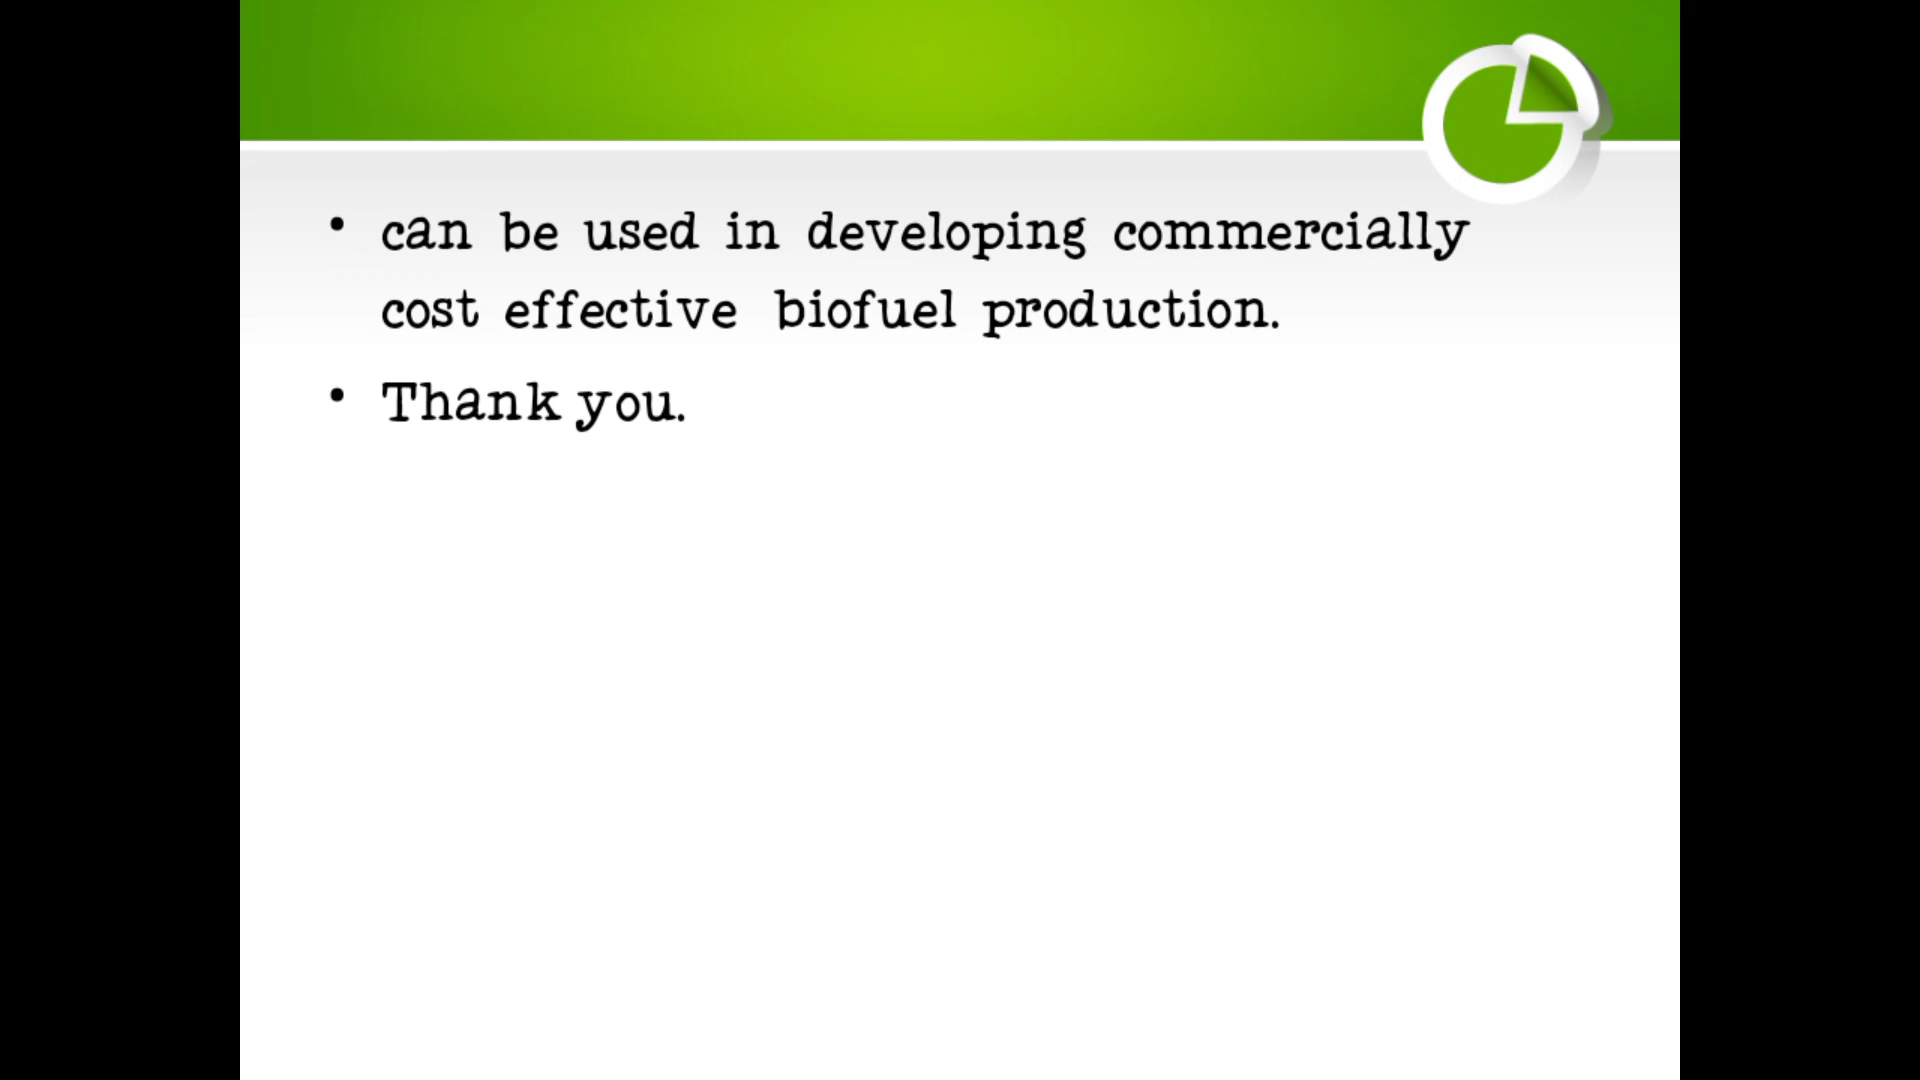 • can be used in developing commercially
cost effective biofuel production.
• Thank you.